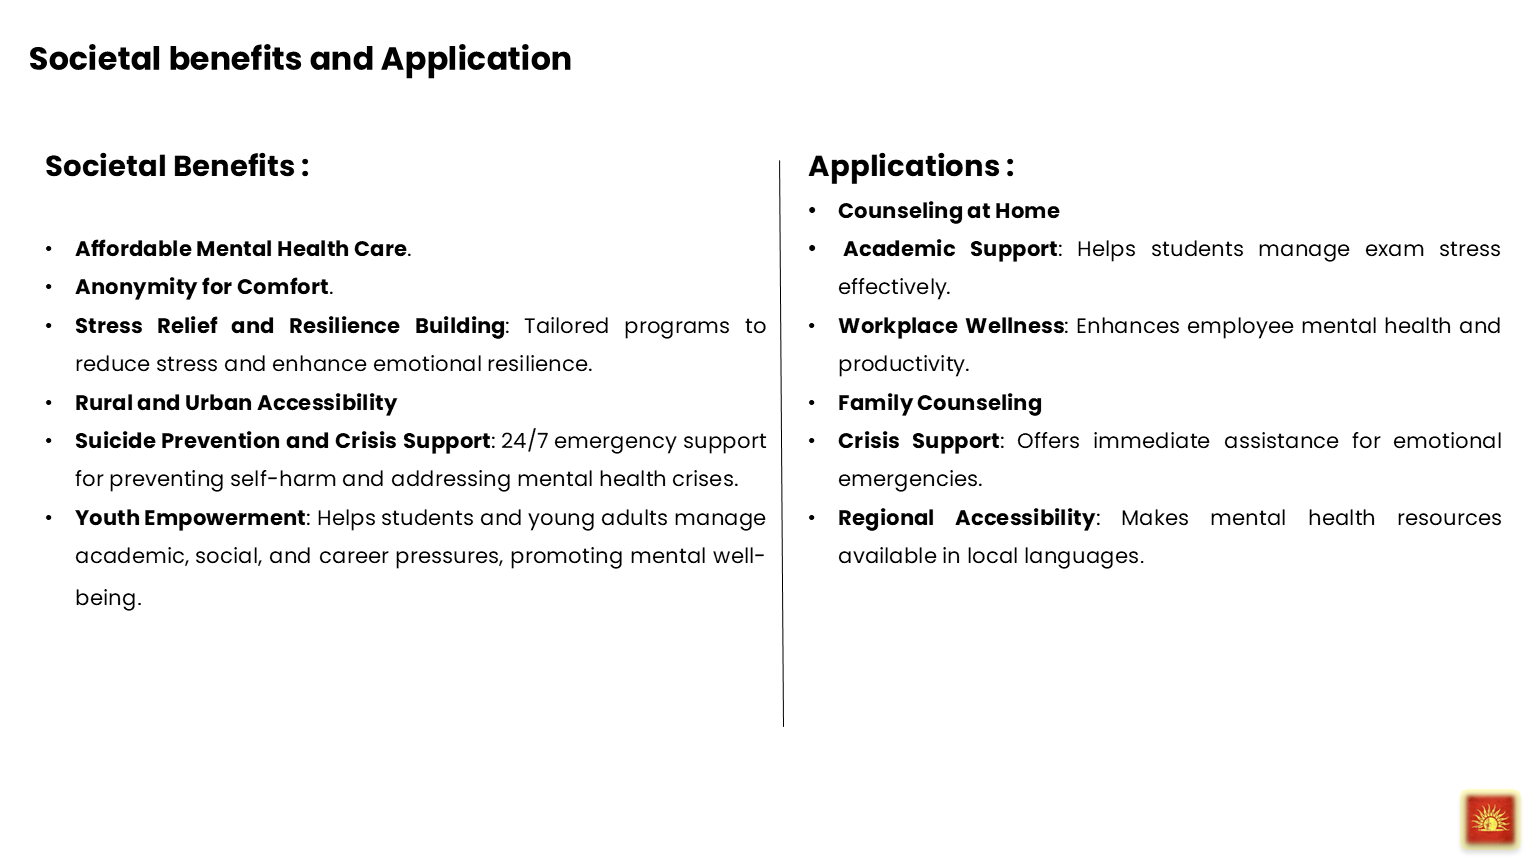 Societal benefits and Application
Societal Benefits :
• Affordable Mental Health Care.
• Anonymity for Comfort.
• Stress Relief and Resilience Building: Tailored programs to
reduce stress and enhance emotional resilience.
• Rural and Urban Accessibility
• Suicide Prevention and Crisis Support: 24/7 emergency support
for preventing self-harm and addressing mental health crises.
• Youth Empowerment: Helps students and young adults manage
academic, social, and career pressures, promoting mental well-
being.
Applications :
• Counseling at Home
• Academic Support: Helps students manage exam stress
effectively.
• Workplace Wellness: Enhances employee mental health and
productivity.
• Family Counseling
• Crisis Support: Offers immediate assistance for emotional
emergencies.
• Regional Accessibility: Makes mental health resources
available in local languages.